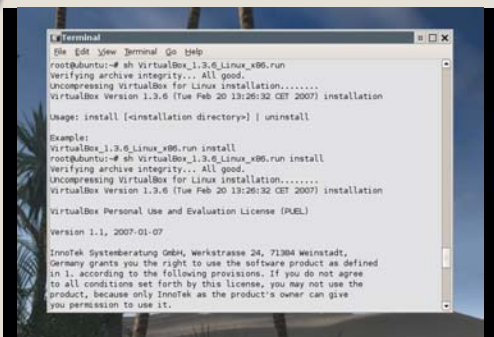 Terminal
File Edit View Terminal Go Help
root@ubuntu:~# sh VirtualBox_1.3.6_Linux_x86.run
Verifying archive integrity... All good.
Uncompressing VirtualBox for Linux installation........
VirtualBox Version 1.3.6 (Tue Feb 20 13:26:32 CET 2007) installation
Usage: install [<installation directory>] | uninstall
Example:
VirtualBox_1.3.6_Linux_x86.run install
root@ubuntu:~# sh VirtualBox_1.3.6_Linux_x86.run install
Verifying archive integrity... All good.
Uncompressing VirtualBox for Linux installation........
VirtualBox Version 1.3.6 (Tue Feb 20 13:26:32 CET 2007) installation
VirtualBox Personal Use and Evaluation License (PUEL)
Version 1.1, 2007-01-07
InnoTek Systemberatung GmbH, Werkstrasse 24, 71384 Weinstadt,
Germany grants you the right to use the software product as defined
in 1. according to the following provisions. If you do not agree
to all conditions set forth by this license, you may not use the
product, because only InnoTek as the product's owner can give
you permission to use it.